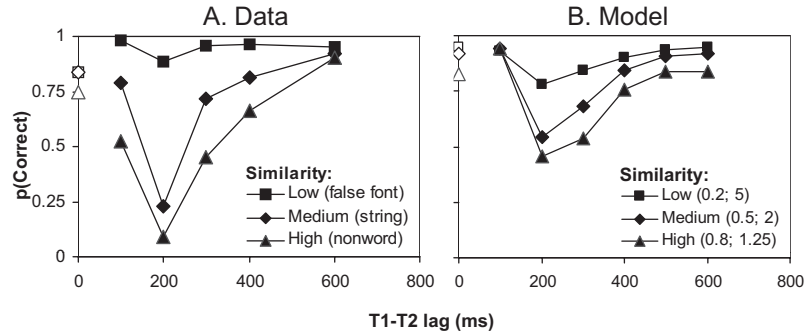 A. Data
B. Model
p(Correct)
1
0.75
0.5
0.25
0
Similarity:
Low (false font)
Medium (string)
High (nonword)
0
200
400
600
800
Similarity:
Low (0.2; 5)
Medium (0.5; 2)
High (0.8; 1.25)
0
200
400
600
800
T1-T2 lag (ms)